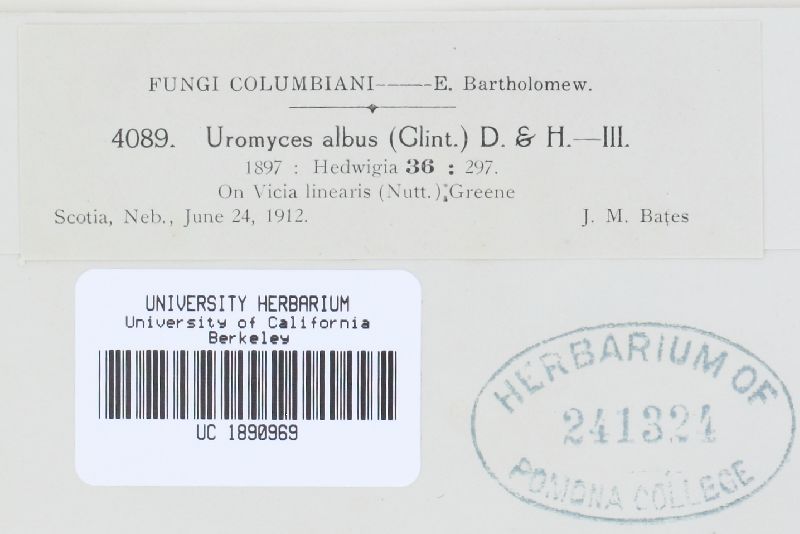 FUNGI COLUMBIANI——E. Bartholomew.
4089. Uromyces albus (Clint.) D. & H.—III.
1897 : Hedwigia 36 : 297.
On Vicia linearis (Nutt.) Greene
Scotia, Neb., June 24, 1912. J. M. Bates
UNIVERSITY HERBARIUM
University of California
Berkeley
UC 1890969
HERBARIUM OF
241324
POMONA COLLEGE